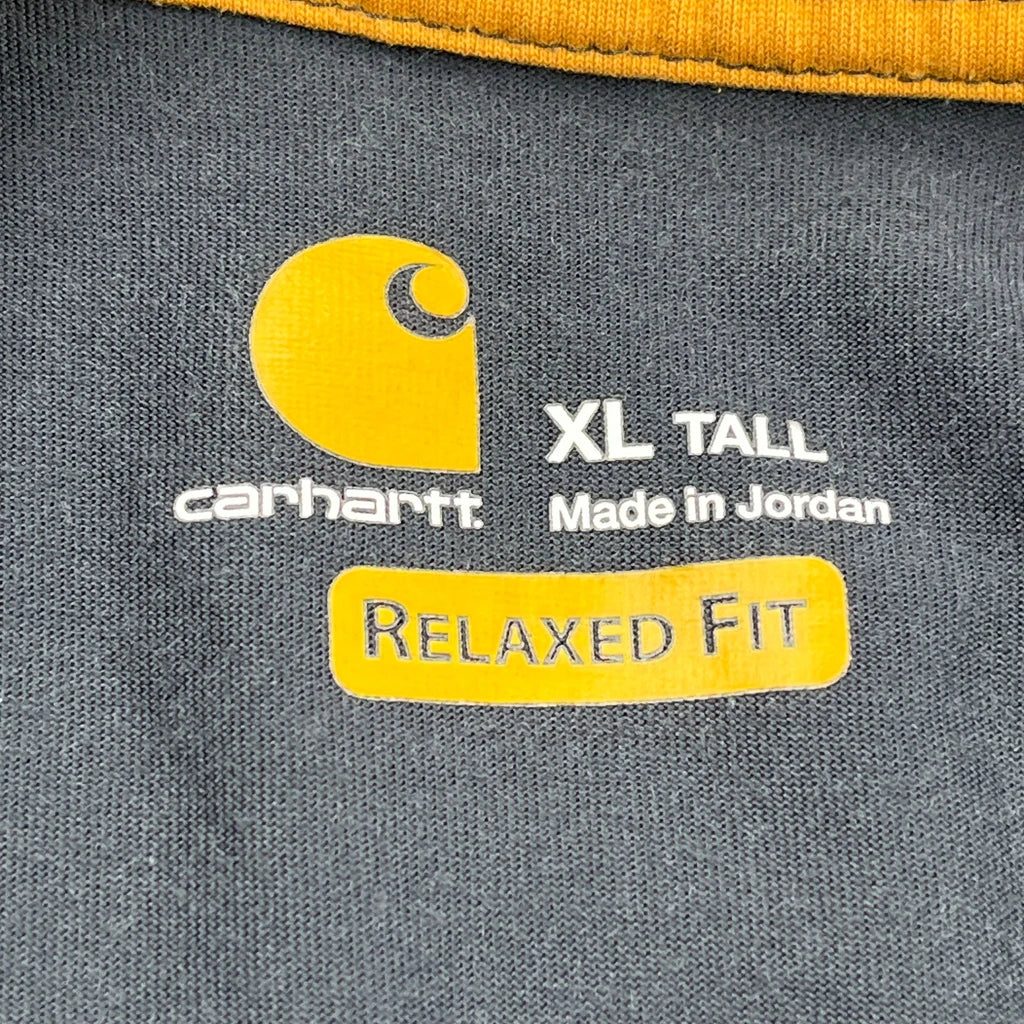 XL TALL
carhartt.
Made in Jordan
RELAXED FIT